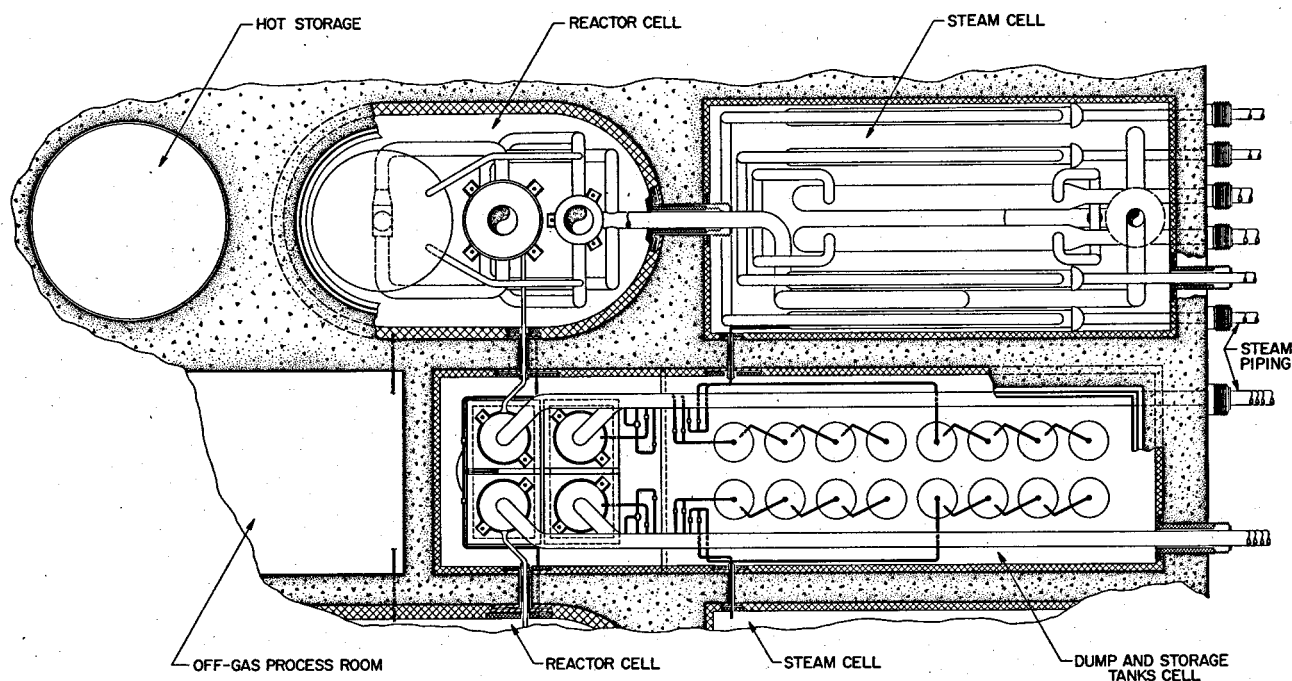 HOT STORAGE
REACTOR CELL
STEAM CELL
STEAM
PIPING
OFF-GAS PROCESS ROOM
REACTOR CELL
STEAM CELL
DUMP AND STORAGE
TANKS CELL